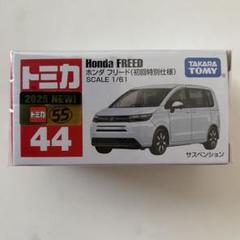 トミカ
Honda FREED
ホンダ フリード(初回特別仕様)
SCALE 1/61
TAKARA
TOMY
2025 NEW!
トミカ 55
44
サスペンション